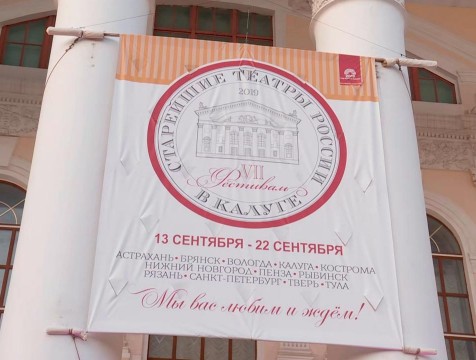 СТАРЕЙШИЕ ТЕАТРЫ РОССИИ
2019
VII
Фестиваль
В КАЛУГЕ
13 СЕНТЯБРЯ - 22 СЕНТЯБРЯ
АСТРАХАНЬ • БРЯНСК • ВОЛОГДА • КАЛУГА • КОСТРОМА
НИЖНИЙ НОВГОРОД • ПЕНЗА • РЫБИНСК
РЯЗАНЬ • САНКТ-ПЕТЕРБУРГ • ТВЕРЬ • ТУЛА
Мы вас любим и ждём!